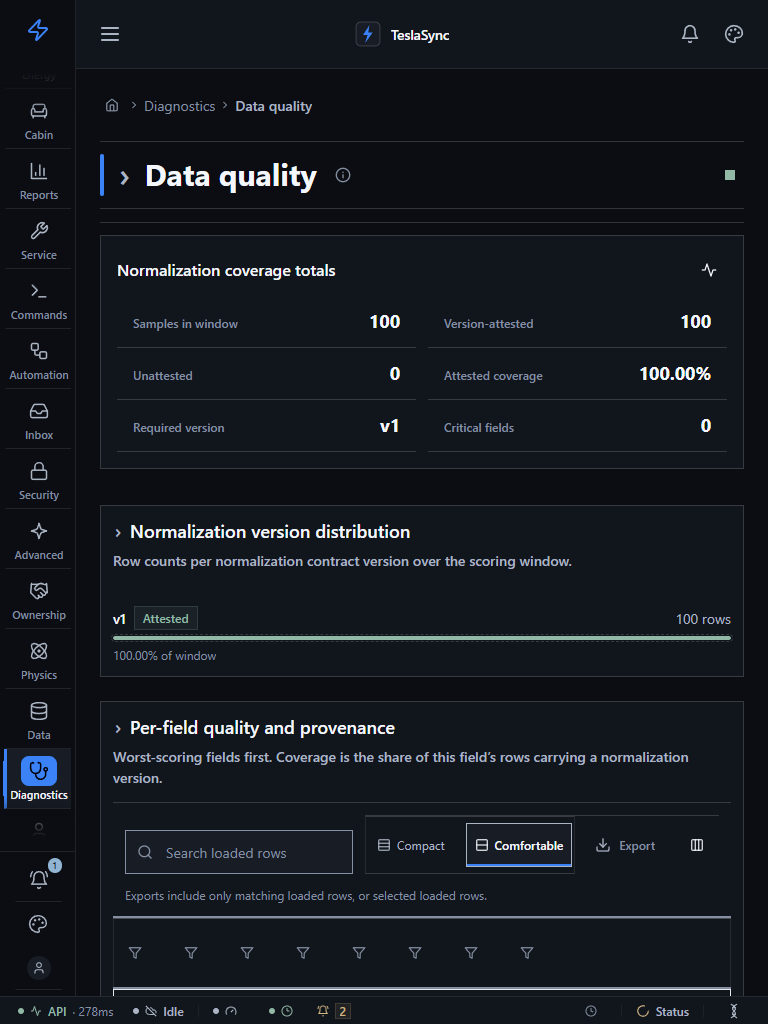 TeslaSync
Energy
Cabin
Reports
Service
Commands
Automation
Inbox
Security
Advanced
Ownership
Physics
Data
Diagnostics
1
Diagnostics
Data quality
Data quality
Normalization coverage totals
Samples in window 100
Version-attested 100
Unattested 0
Attested coverage 100.00%
Required version v1
Critical fields 0
Normalization version distribution
Row counts per normalization contract version over the scoring window.
v1 Attested 100 rows
100.00% of window
Per-field quality and provenance
Worst-scoring fields first. Coverage is the share of this field's rows carrying a normalization
version.
Search loaded rows
Compact
Comfortable
Export
Exports include only matching loaded rows, or selected loaded rows.
API · 278ms
Idle
2
Status